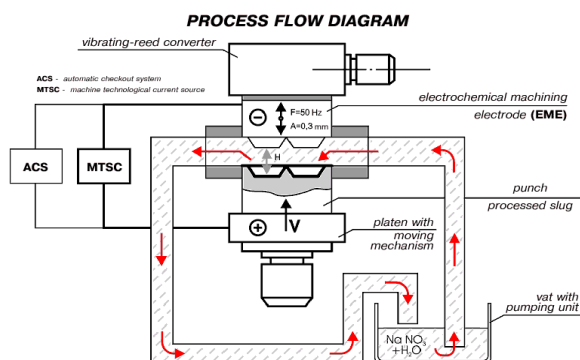 PROCESS FLOW DIAGRAM
vibrating-reed converter
ACS - automatic checkout system
MTSC - machine technological current source
F=50 Hz
A=0,3 mm
electrochemical machining
electrode (EME)
H
ACS
MTSC
punch
processed slug
V
platen with
moving
mechanism
vat with
pumping unit
Na NO3
+H2O